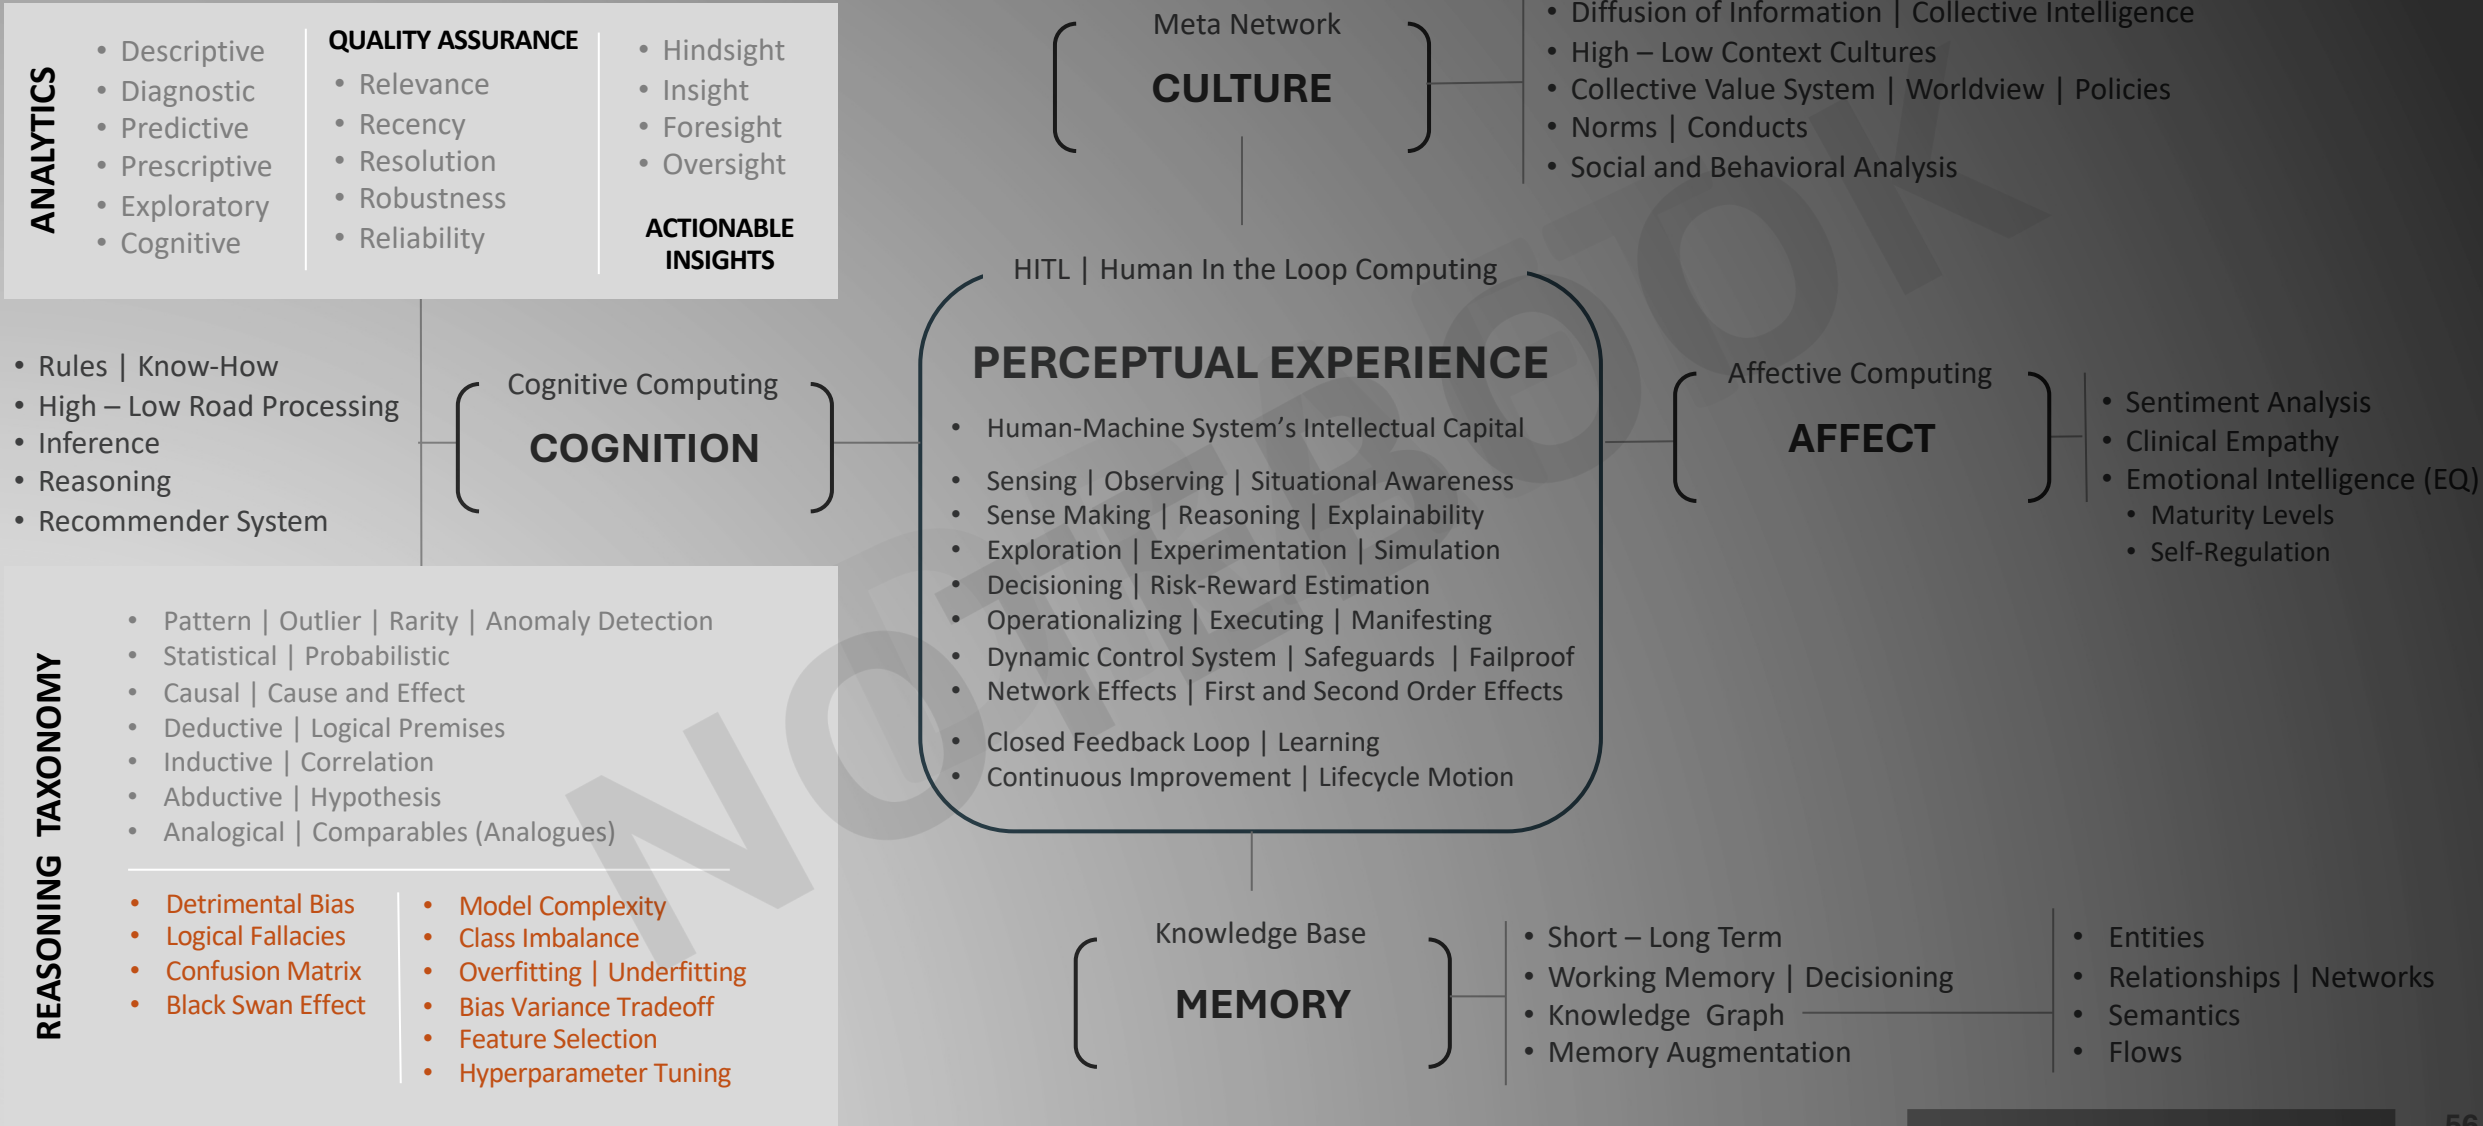 ANALYTICS
• Descriptive
• Diagnostic
• Predictive
• Prescriptive
• Exploratory
• Cognitive
QUALITY ASSURANCE
• Relevance
• Recency
• Resolution
• Robustness
• Reliability
• Hindsight
• Insight
• Foresight
• Oversight
ACTIONABLE
INSIGHTS
Meta Network
CULTURE
• Diffusion of Information | Collective Intelligence
• High – Low Context Cultures
• Collective Value System | Worldview | Policies
• Norms | Conducts
• Social and Behavioral Analysis
• Rules | Know-How
• High – Low Road Processing
• Inference
• Reasoning
• Recommender System
Cognitive Computing
COGNITION
HITL | Human In the Loop Computing
PERCEPTUAL EXPERIENCE
• Human-Machine System’s Intellectual Capital
• Sensing | Observing | Situational Awareness
• Sense Making | Reasoning | Explainability
• Exploration | Experimentation | Simulation
• Decisioning | Risk-Reward Estimation
• Operationalizing | Executing | Manifesting
• Dynamic Control System | Safeguards | Failproof
• Network Effects | First and Second Order Effects
• Closed Feedback Loop | Learning
• Continuous Improvement | Lifecycle Motion
Affective Computing
AFFECT
• Sentiment Analysis
• Clinical Empathy
• Emotional Intelligence (EQ)
• Maturity Levels
• Self-Regulation
REASONING TAXONOMY
• Pattern | Outlier | Rarity | Anomaly Detection
• Statistical | Probabilistic
• Causal | Cause and Effect
• Deductive | Logical Premises
• Inductive | Correlation
• Abductive | Hypothesis
• Analogical | Comparables (Analogues)
• Detrimental Bias
• Logical Fallacies
• Confusion Matrix
• Black Swan Effect
• Model Complexity
• Class Imbalance
• Overfitting | Underfitting
• Bias Variance Tradeoff
• Feature Selection
• Hyperparameter Tuning
Knowledge Base
MEMORY
• Short – Long Term
• Working Memory | Decisioning
• Knowledge Graph
• Memory Augmentation
• Entities
• Relationships | Networks
• Semantics
• Flows
NOTEBOOK